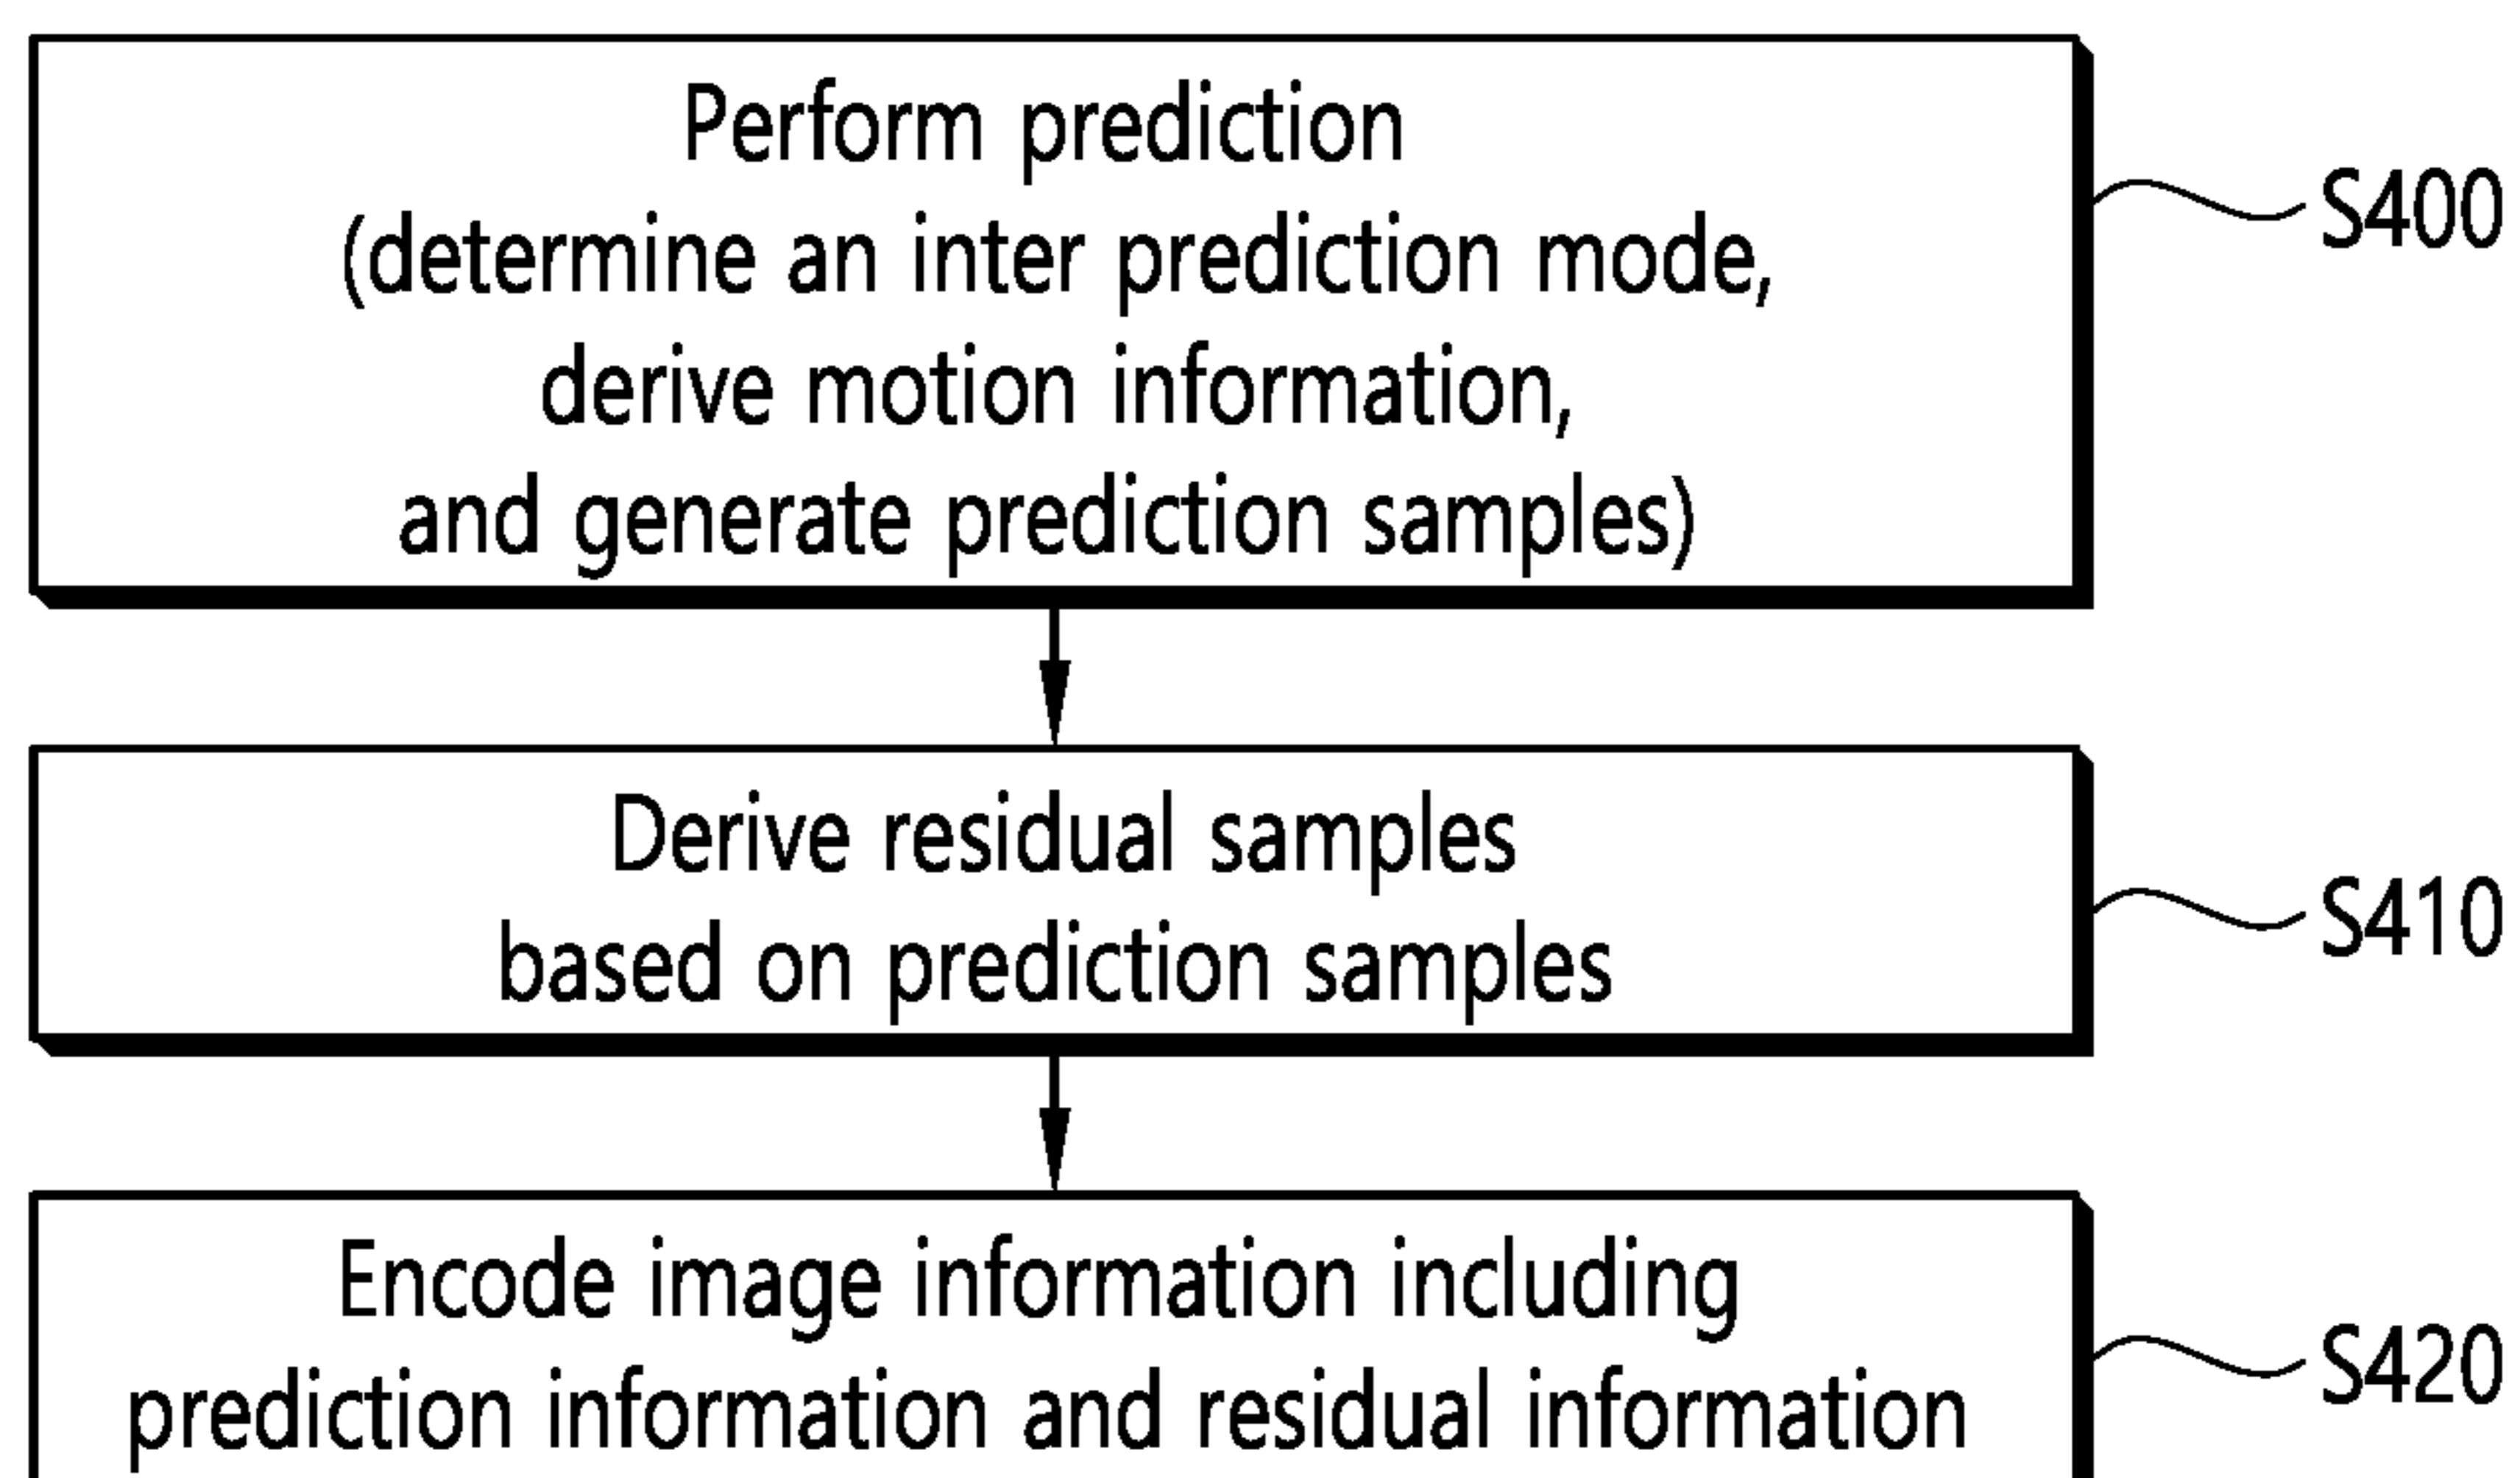 Perform prediction
(determine an inter prediction mode,
derive motion information,
and generate prediction samples)
S400
Derive residual samples
based on prediction samples
S410
Encode image information including
prediction information and residual information
S420